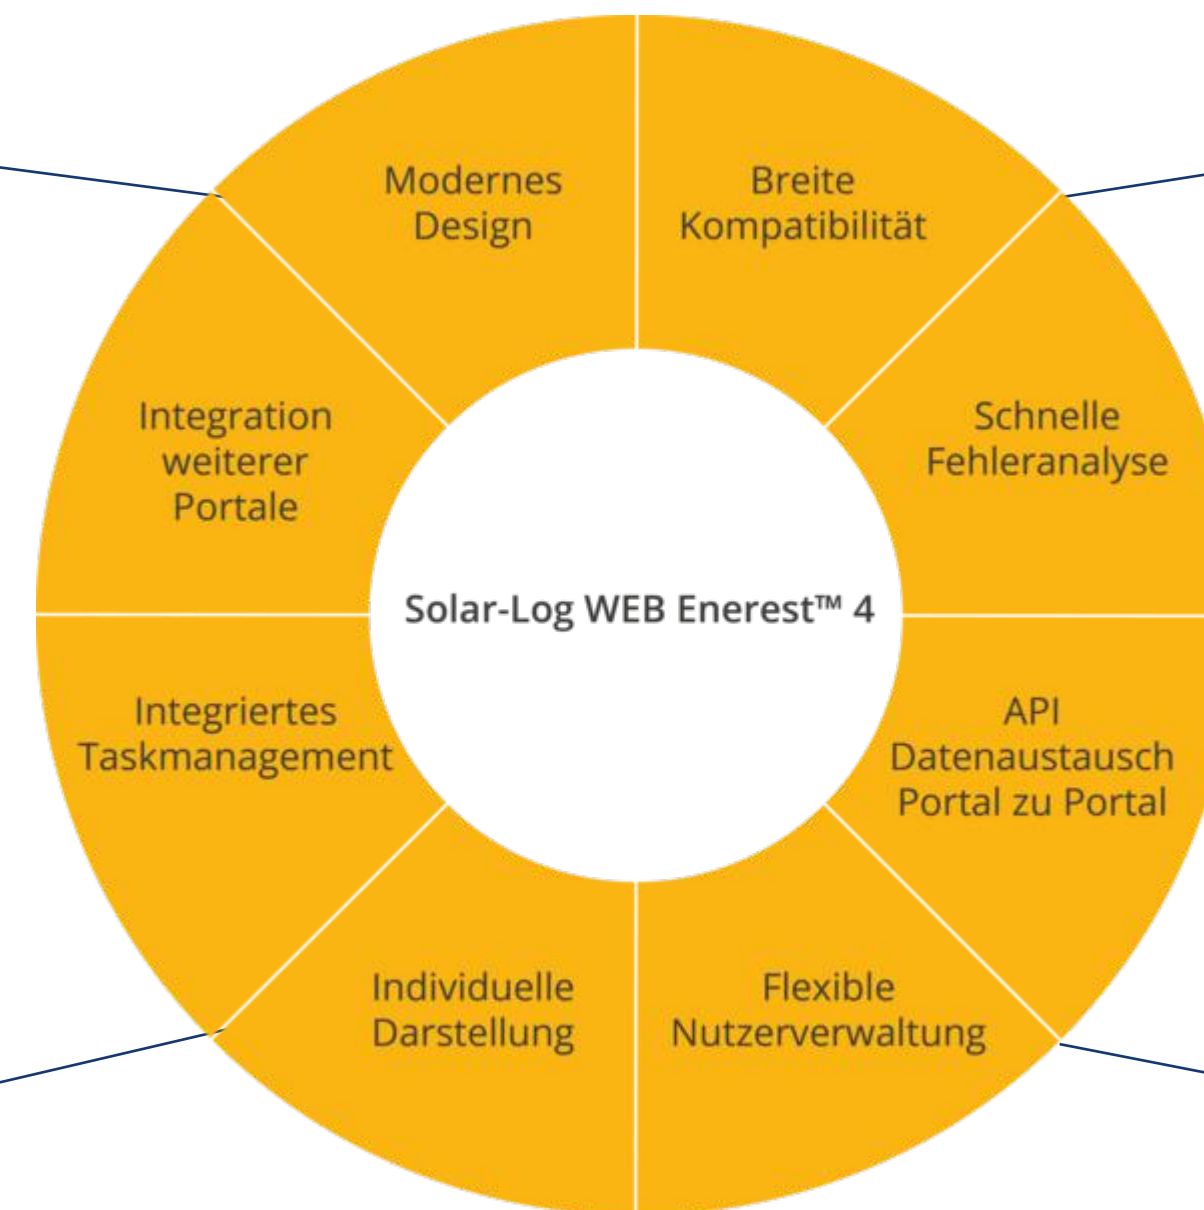 Modernes
Design
Breite
Kompatibilität
Schnelle
Fehleranalyse
API
Datenaustausch
Portal zu Portal
Flexible
Nutzerverwaltung
Individuelle
Darstellung
Integriertes
Taskmanagement
Integration
weiterer
Portale
Solar-Log WEB Enerest™ 4